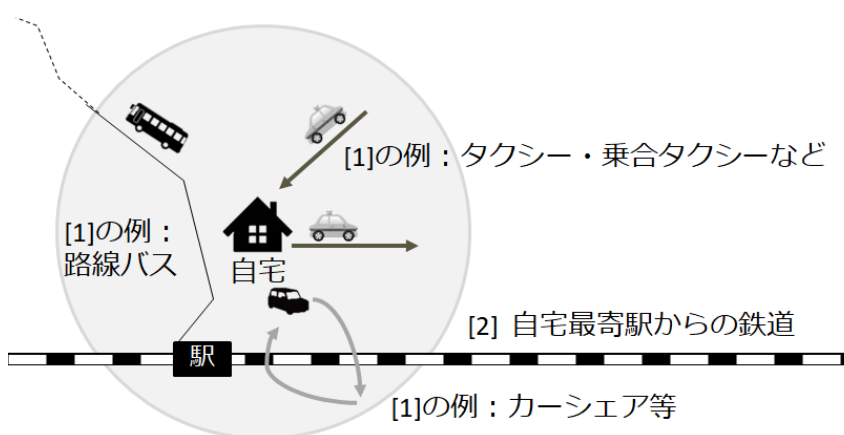 [1]の例：タクシー・乗合タクシーなど
[1]の例：
路線バス
自宅
[2] 自宅最寄駅からの鉄道
駅
[1]の例：カーシェア等